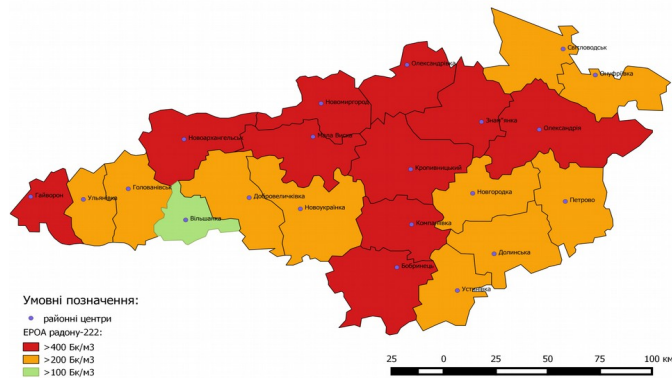 Світловодськ
Онуфріївка
Олександрівка
Новомиргород
Знам'янка
Олександрія
Мала Виска
Новоархангельськ
Кропивницький
Гайворон
Ульяновка
Голованівськ
Добровеличківка
Новоукраїнка
Новгородка
Петрово
Вільшанка
Компаніївка
Долинська
Бобринець
Устинівка
Умовні позначення:
районні центри
ЕРОА радону-222:
>400 Бк/м3
>200 Бк/м3
>100 Бк/м3
25 0 25 50 75 100 км